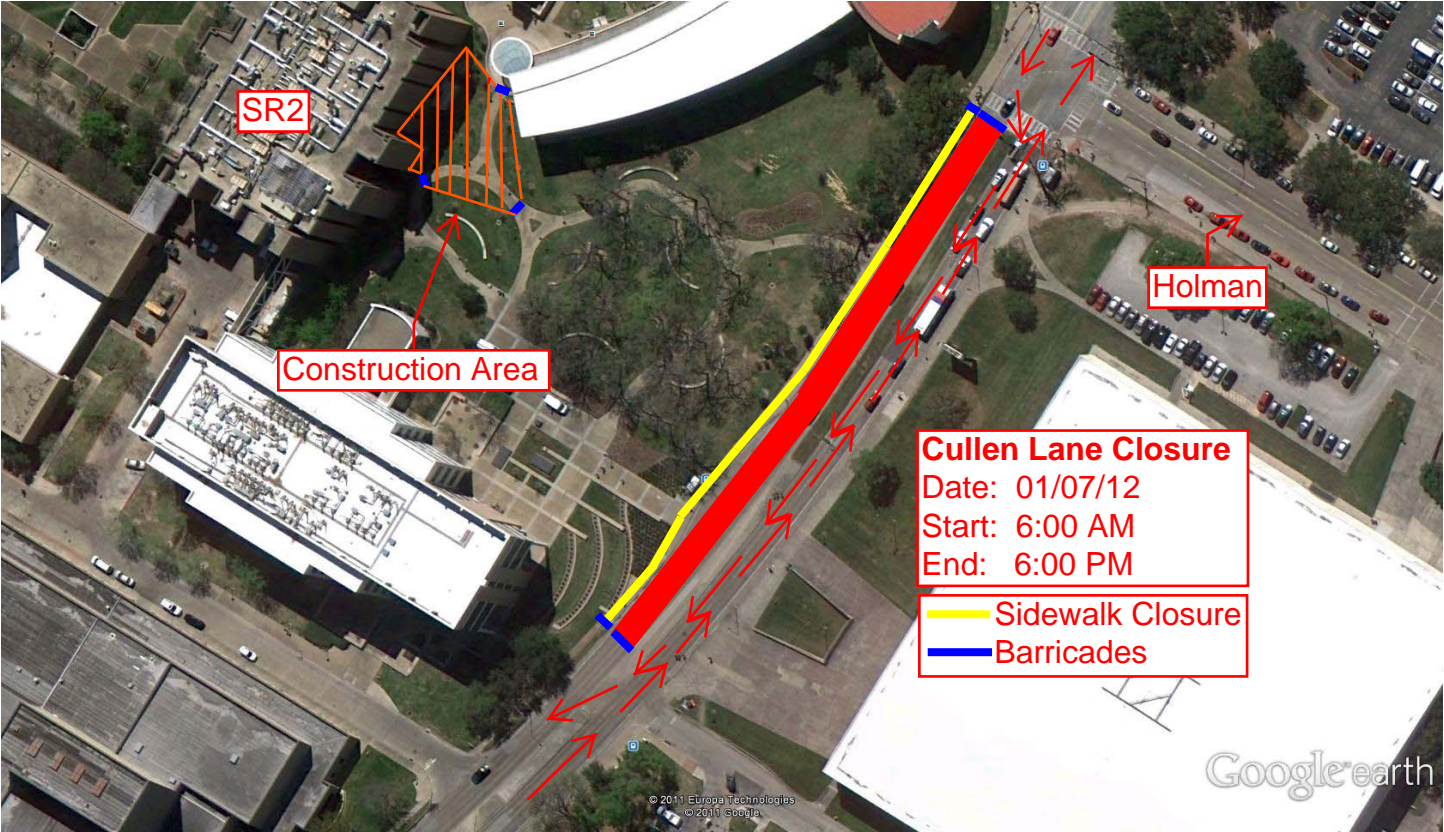 SR2
Holman
Construction Area
Cullen Lane Closure
Date: 01/07/12
Start: 6:00 AM
End: 6:00 PM
Sidewalk Closure
Barricades
Google earth
© 2011 Europa Technologies
© 2011 Google